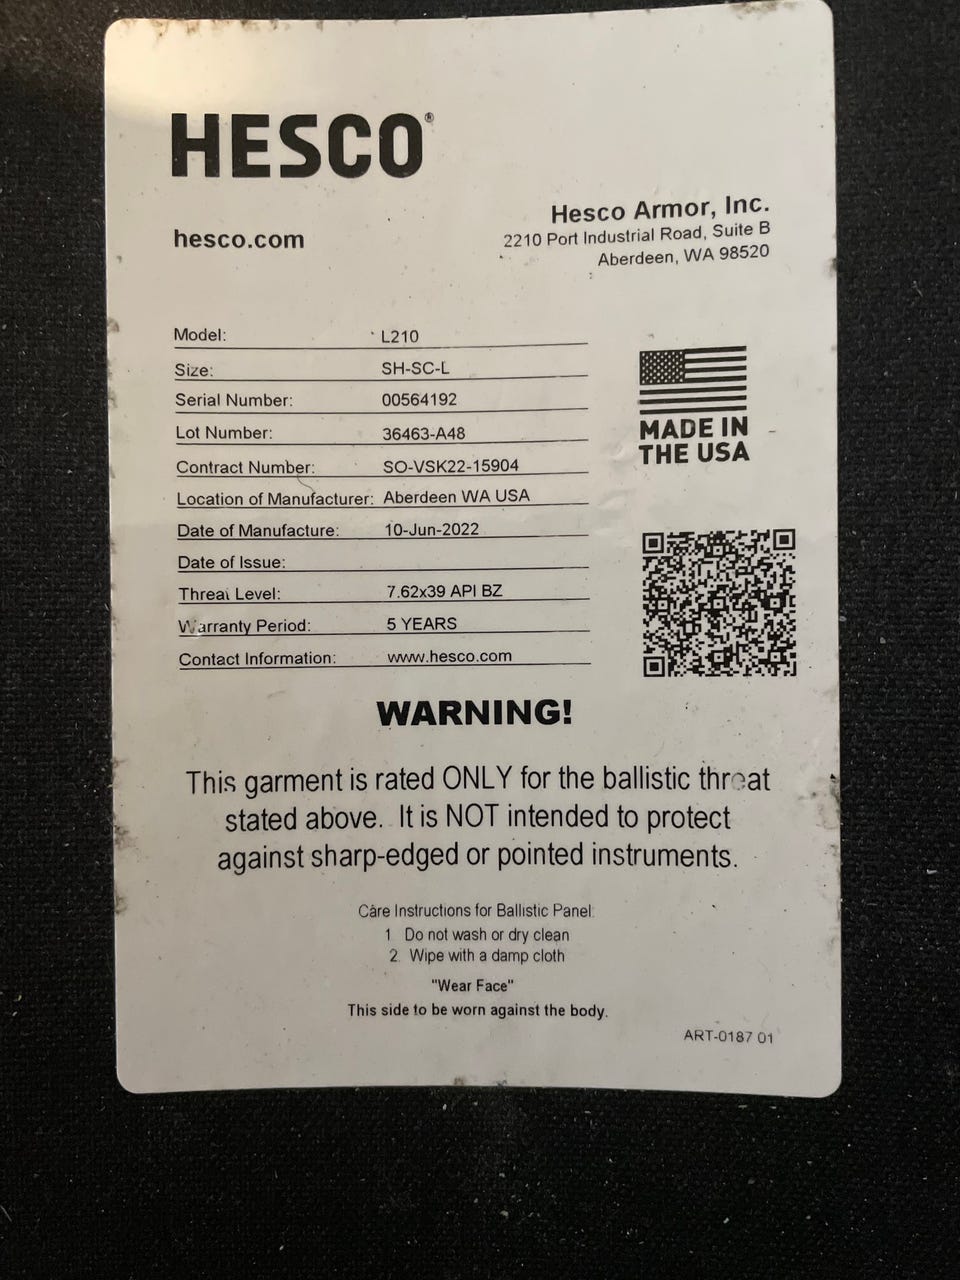 HESCO®
hesco.com
Hesco Armor, Inc.
2210 Port Industrial Road, Suite B
Aberdeen, WA 98520
Model: L210
Size: SH-SC-L
Serial Number: 00564192
Lot Number: 36463-A48
Contract Number: SO-VSK22-15904
Location of Manufacturer: Aberdeen WA USA
Date of Manufacture: 10-Jun-2022
Date of Issue:
Threat Level: 7.62x39 API BZ
Warranty Period: 5 YEARS
Contact Information: www.hesco.com
MADE IN
THE USA
WARNING!
This garment is rated ONLY for the ballistic threat
stated above. It is NOT intended to protect
against sharp-edged or pointed instruments.
Care Instructions for Ballistic Panel:
1. Do not wash or dry clean
2. Wipe with a damp cloth
"Wear Face"
This side to be worn against the body.
ART-0187 01